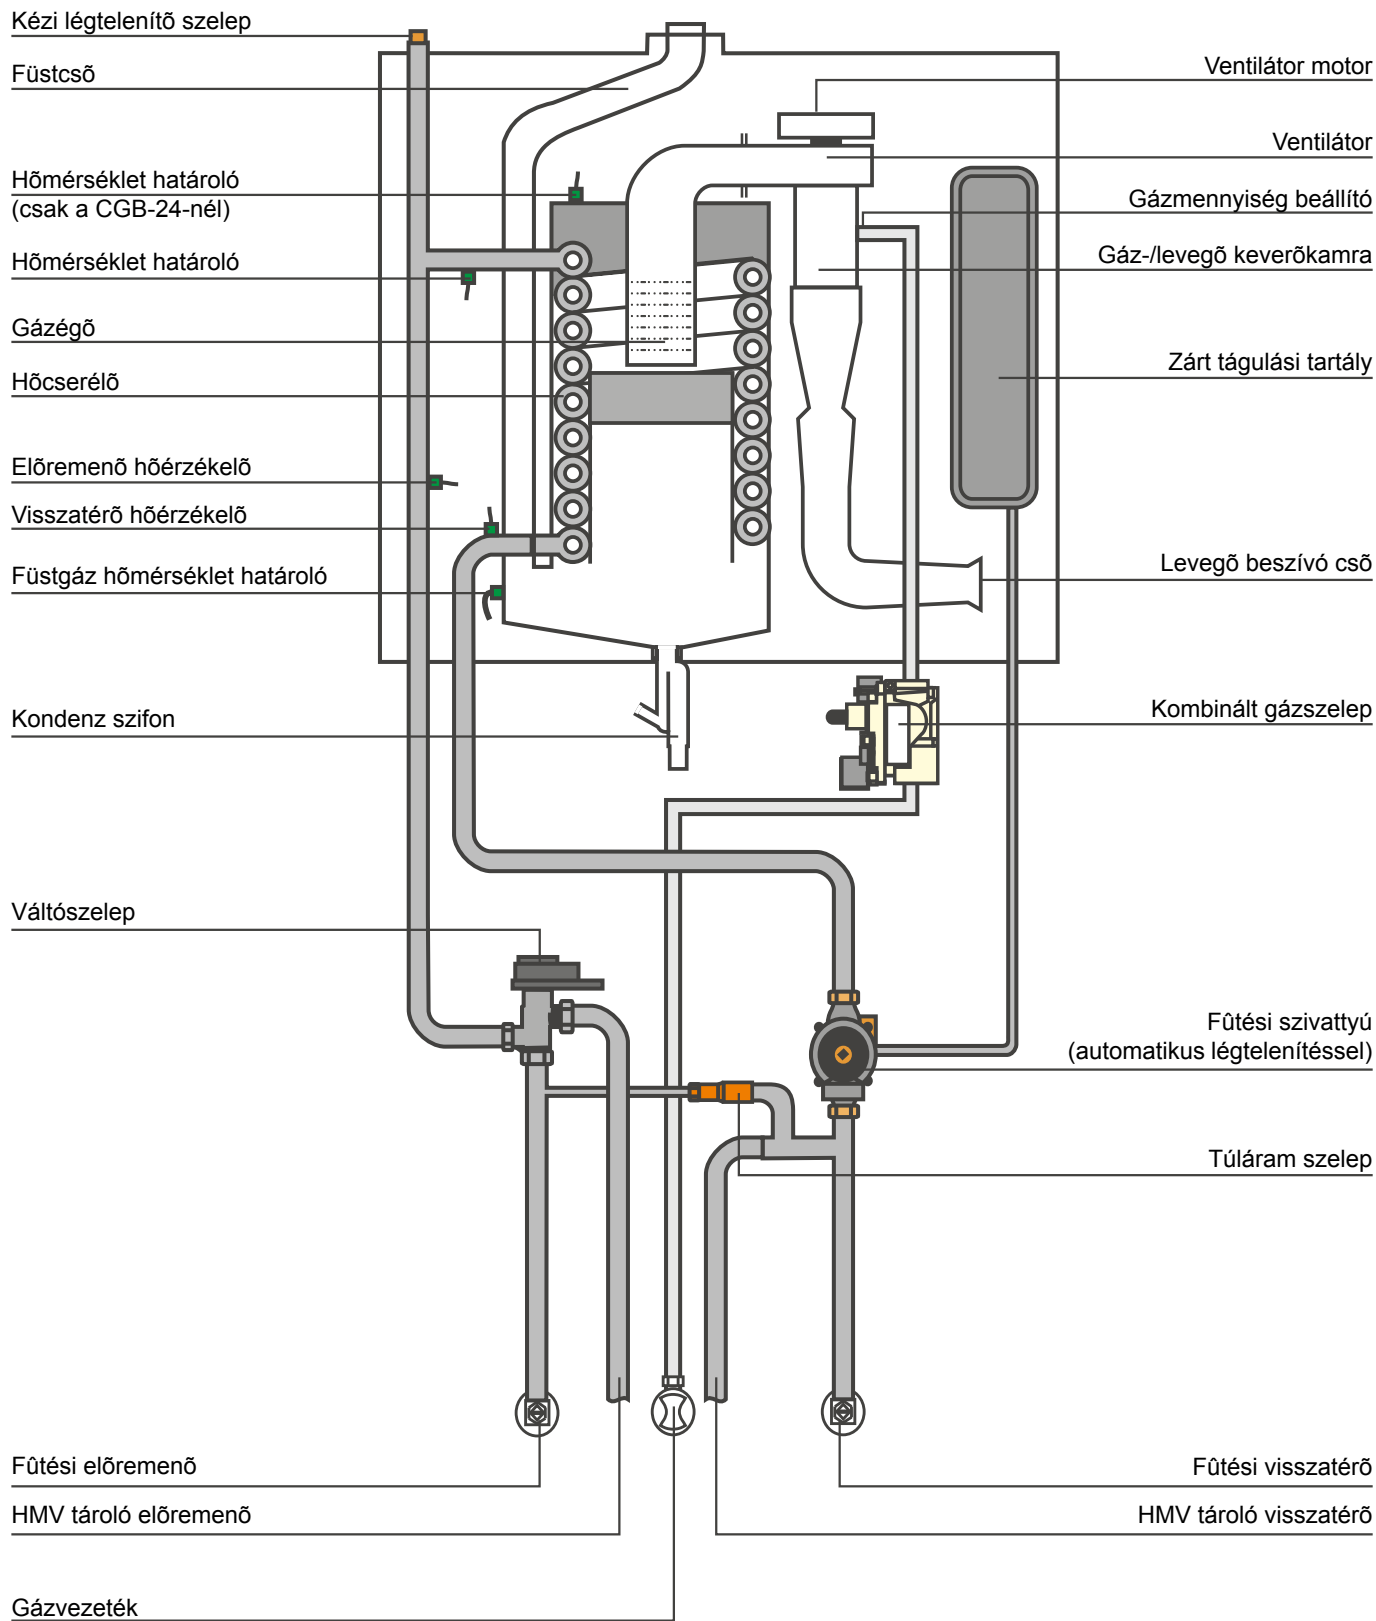 Kézi légtelenítõ szelep
Füstcsõ
Hõmérséklet határoló
(csak a CGB-24-nél)
Hõmérséklet határoló
Gázégõ
Hõcserélõ
Elõremenõ hõérzékelõ
Visszatérõ hõérzékelõ
Füstgáz hõmérséklet határoló
Kondenz szifon
Váltószelep
Fûtési elõremenõ
HMV tároló elõremenõ
Gázvezeték
Ventilátor motor
Ventilátor
Gázmennyiség beállító
Gáz-/levegõ keverõkamra
Zárt tágulási tartály
Levegõ beszívó csõ
Kombinált gázszelep
Fûtési szivattyú
(automatikus légtelenítéssel)
Túláram szelep
Fûtési visszatérõ
HMV tároló visszatérõ